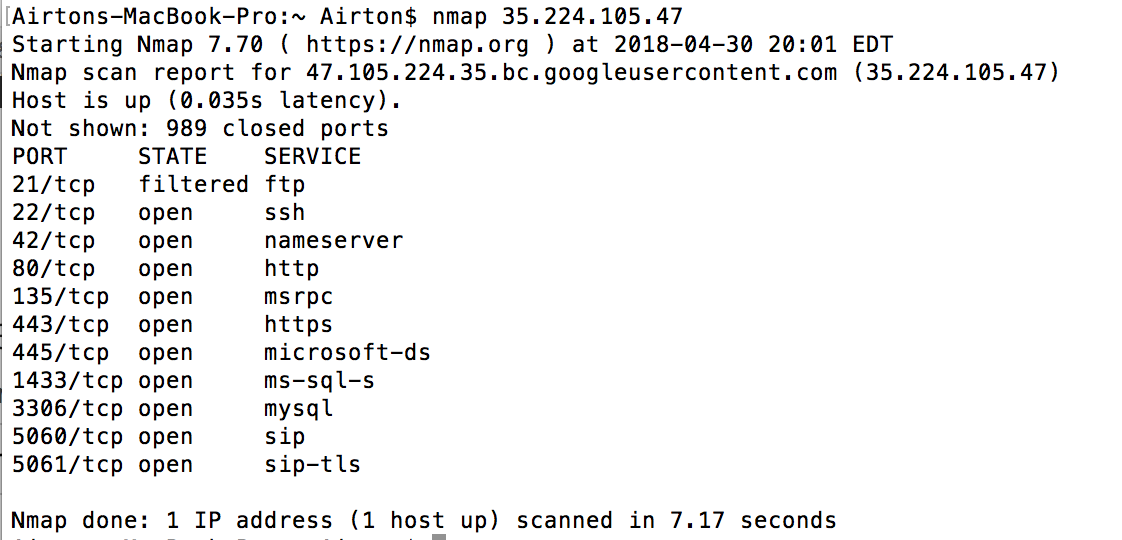 [Airtons-MacBook-Pro:~ Airton$ nmap 35.224.105.47
Starting Nmap 7.70 ( https://nmap.org ) at 2018-04-30 20:01 EDT
Nmap scan report for 47.105.224.35.bc.googleusercontent.com (35.224.105.47)
Host is up (0.035s latency).
Not shown: 989 closed ports
PORT     STATE    SERVICE
21/tcp   filtered ftp
22/tcp   open     ssh
42/tcp   open     nameserver
80/tcp   open     http
135/tcp  open     msrpc
443/tcp  open     https
445/tcp  open     microsoft-ds
1433/tcp open     ms-sql-s
3306/tcp open     mysql
5060/tcp open     sip
5061/tcp open     sip-tls
Nmap done: 1 IP address (1 host up) scanned in 7.17 seconds